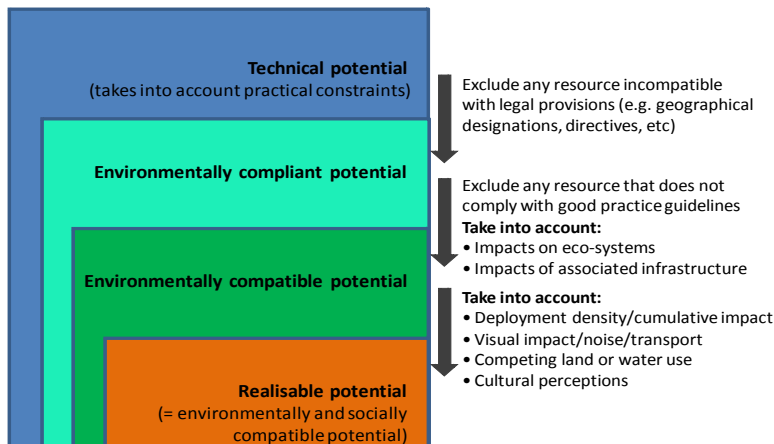 Technical potential
(takes into account practical constraints)
Exclude any resource incompatible
with legal provisions (e.g. geographical
designations, directives, etc)
Environmentally compliant potential
Exclude any resource that does not
comply with good practice guidelines
Take into account:
• Impacts on eco-systems
• Impacts of associated infrastructure
Environmentally compatible potential
Take into account:
• Deployment density/cumulative impact
• Visual impact/noise/transport
• Competing land or water use
• Cultural perceptions
Realisable potential
(= environmentally and socially
compatible potential)